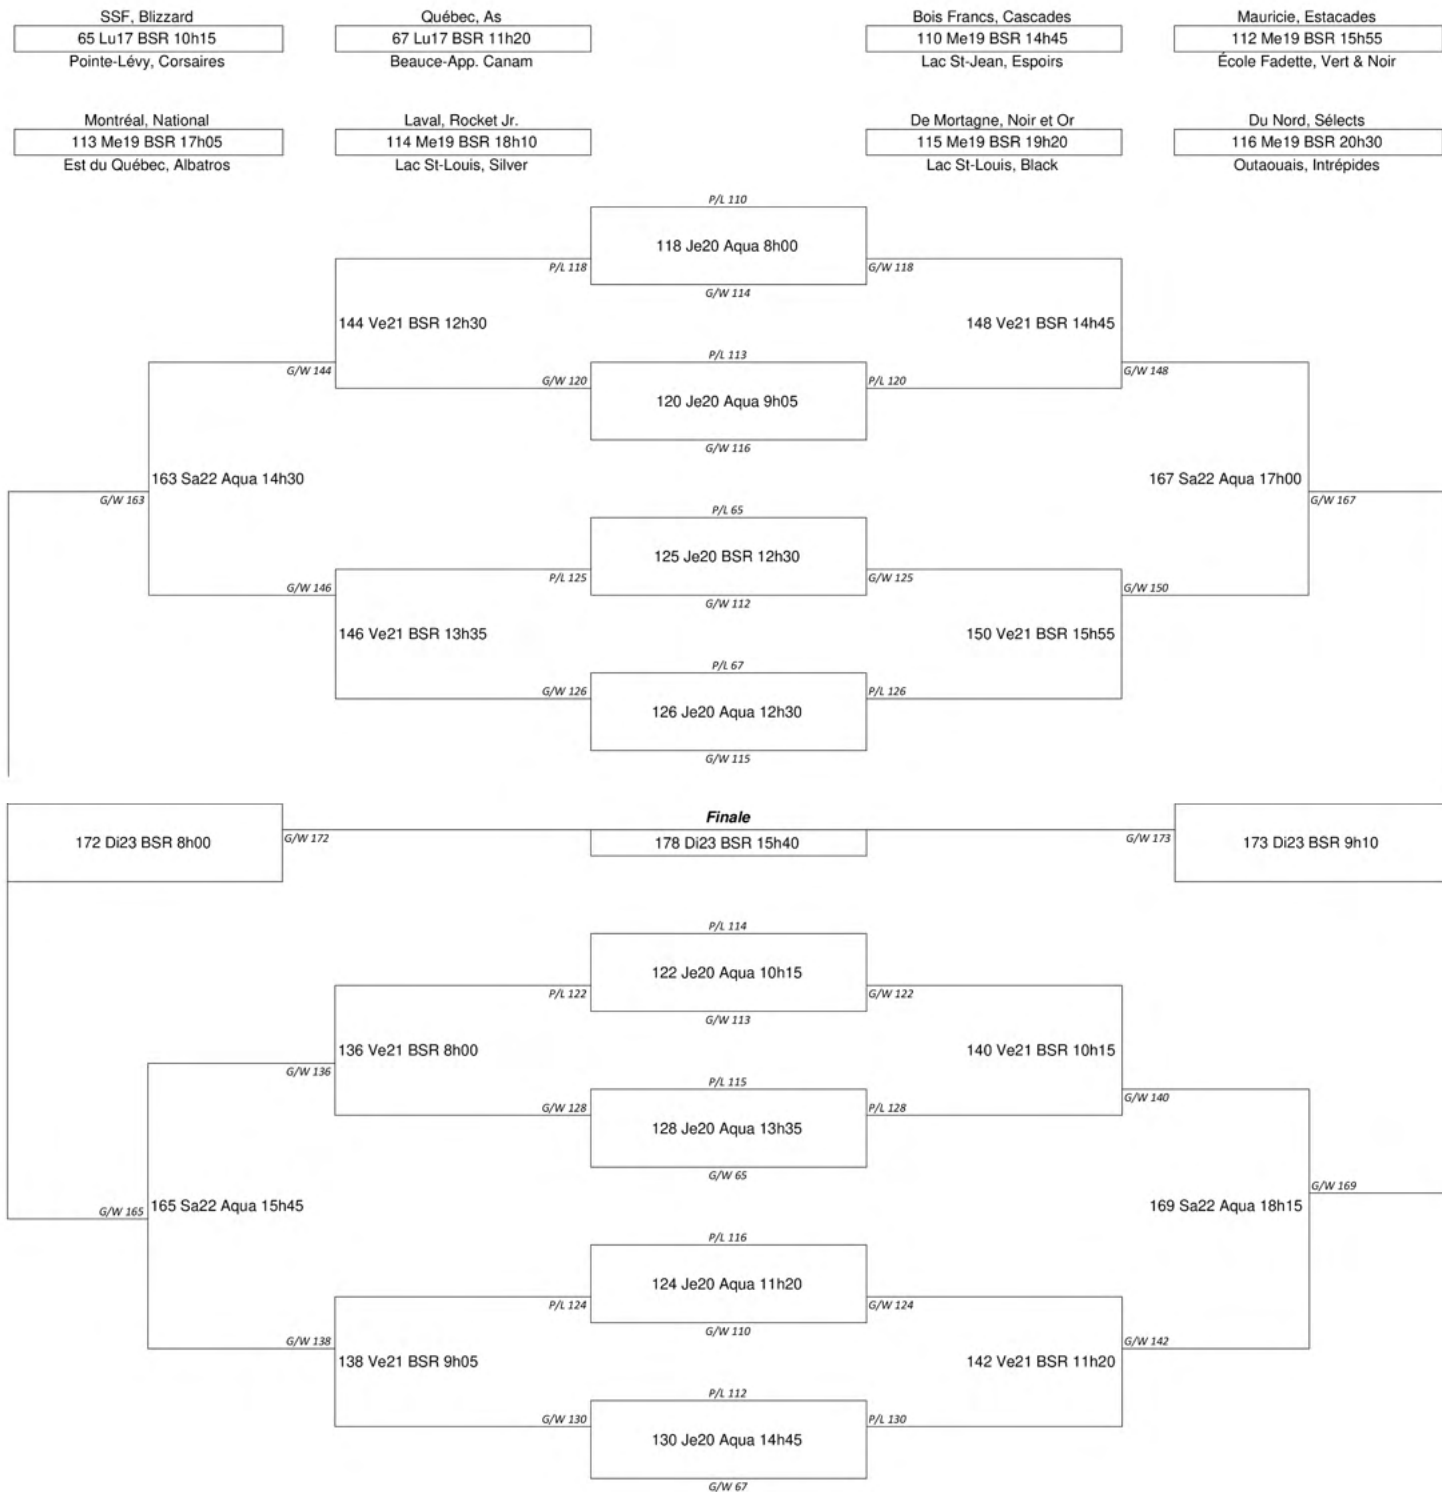 SSF, Blizzard
65 Lu17 BSR 10h15
Pointe-Lévy, Corsaires
Québec, As
67 Lu17 BSR 11h20
Beauce-App. Canam
Bois Francs, Cascades
110 Me19 BSR 14h45
Lac St-Jean, Espoirs
Mauricie, Estacades
112 Me19 BSR 15h55
École Fadette, Vert & Noir
Montréal, National
113 Me19 BSR 17h05
Est du Québec, Albatros
Laval, Rocket Jr.
114 Me19 BSR 18h10
Lac St-Louis, Silver
De Mortagne, Noir et Or
115 Me19 BSR 19h20
Lac St-Louis, Black
Du Nord, Sélects
116 Me19 BSR 20h30
Outaouais, Intrépides
P/L 110
118 Je20 Aqua 8h00
P/L 118
G/W 118
G/W 114
144 Ve21 BSR 12h30
148 Ve21 BSR 14h45
P/L 113
G/W 144
G/W 120
P/L 120
G/W 148
120 Je20 Aqua 9h05
G/W 116
163 Sa22 Aqua 14h30
167 Sa22 Aqua 17h00
G/W 163
G/W 167
P/L 65
125 Je20 BSR 12h30
G/W 146
P/L 125
G/W 125
G/W 150
G/W 112
146 Ve21 BSR 13h35
150 Ve21 BSR 15h55
P/L 67
G/W 126
P/L 126
126 Je20 Aqua 12h30
G/W 115
Finale
172 Di23 BSR 8h00
G/W 172
178 Di23 BSR 15h40
G/W 173
173 Di23 BSR 9h10
P/L 114
122 Je20 Aqua 10h15
P/L 122
G/W 122
G/W 113
136 Ve21 BSR 8h00
140 Ve21 BSR 10h15
G/W 136
P/L 115
G/W 140
G/W 128
P/L 128
128 Je20 Aqua 13h35
G/W 65
G/W 169
165 Sa22 Aqua 15h45
169 Sa22 Aqua 18h15
G/W 165
P/L 116
124 Je20 Aqua 11h20
P/L 124
G/W 124
G/W 110
G/W 138
G/W 142
138 Ve21 BSR 9h05
142 Ve21 BSR 11h20
P/L 112
G/W 130
P/L 130
130 Je20 Aqua 14h45
G/W 67